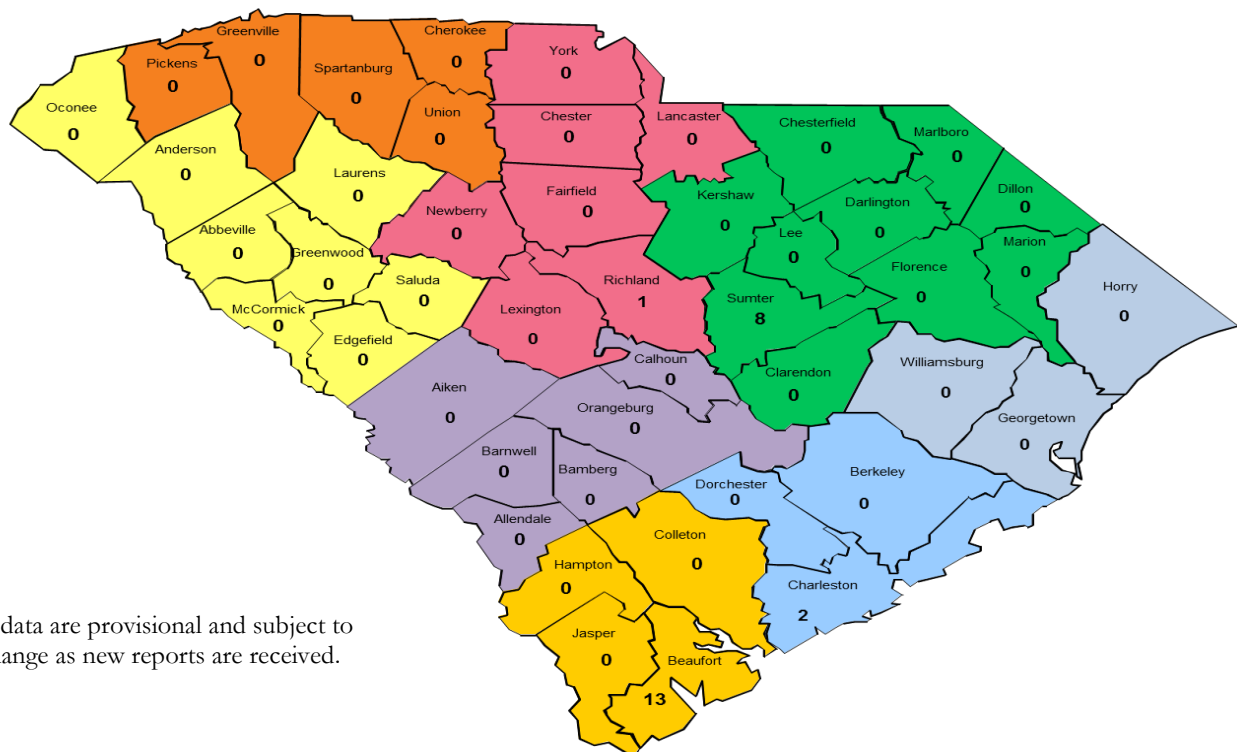 Greenville
0
Cherokee
0
York
0
Pickens
0
Spartanburg
0
Oconee
0
Union
0
Chester
0
Lancaster
0
Chesterfield
0
Marlboro
0
Anderson
0
Laurens
0
Newberry
0
Fairfield
0
Kershaw
0
Darlington
0
Dillon
0
Lee
0
Marion
0
Abbeville
0
Greenwood
0
Saluda
0
Richland
1
Sumter
8
Florence
0
Horry
0
McCormick
0
Edgefield
0
Lexington
0
Calhoun
0
Clarendon
0
Williamsburg
0
Georgetown
0
Aiken
0
Orangeburg
0
Barnwell
0
Bamberg
0
Dorchester
0
Berkeley
0
Allendale
0
Colleton
0
Hampton
0
Charleston
2
Jasper
0
Beaufort
13
data are provisional and subject to
ange as new reports are received.